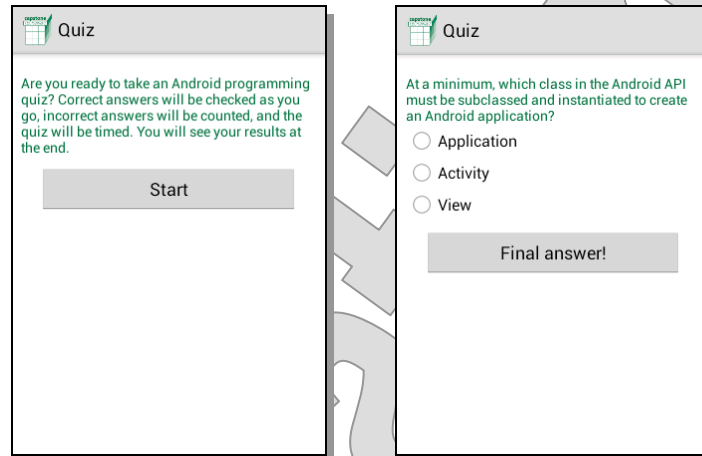 Quiz
Are you ready to take an Android programming
quiz? Correct answers will be checked as you
go, incorrect answers will be counted, and the
quiz will be timed. You will see your results at
the end.
Start
Quiz
At a minimum, which class in the Android API
must be subclassed and instantiated to create
an Android application?
Application
Activity
View
Final answer!